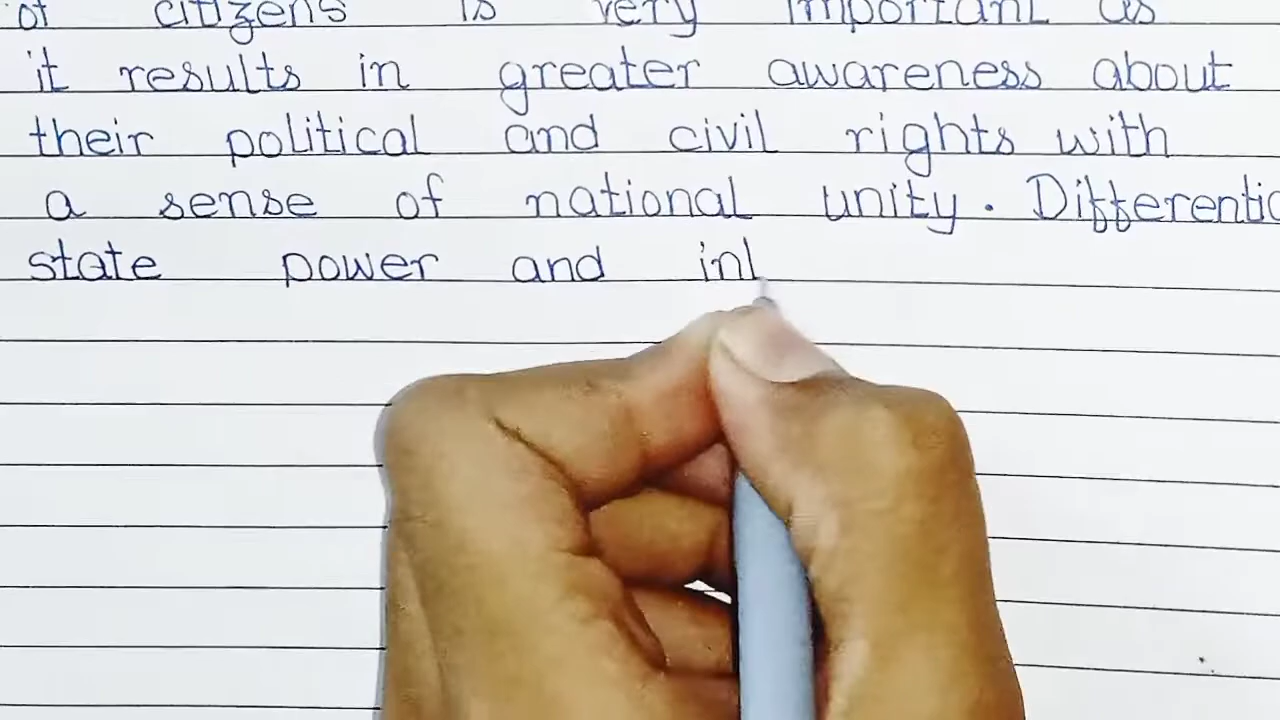 of citizens is very important as
it results in greater awareness about
their political and civil rights with
a sense of national unity. Differentic
state power and inl